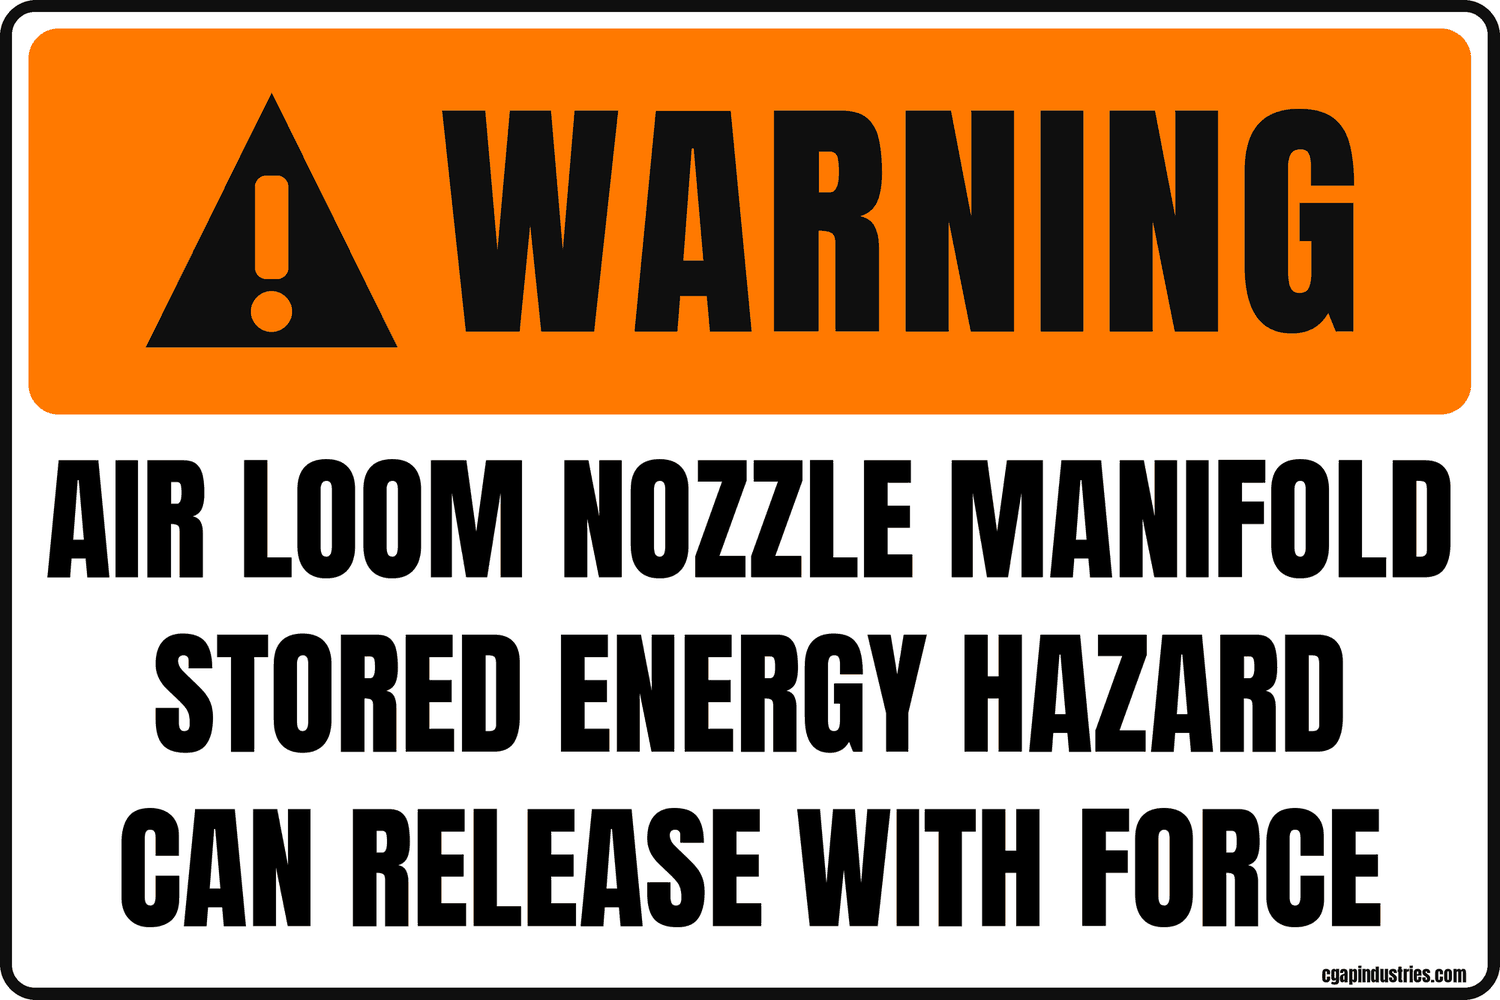 WARNING
AIR LOOM NOZZLE MANIFOLD
STORED ENERGY HAZARD
CAN RELEASE WITH FORCE
cgapindustries.com